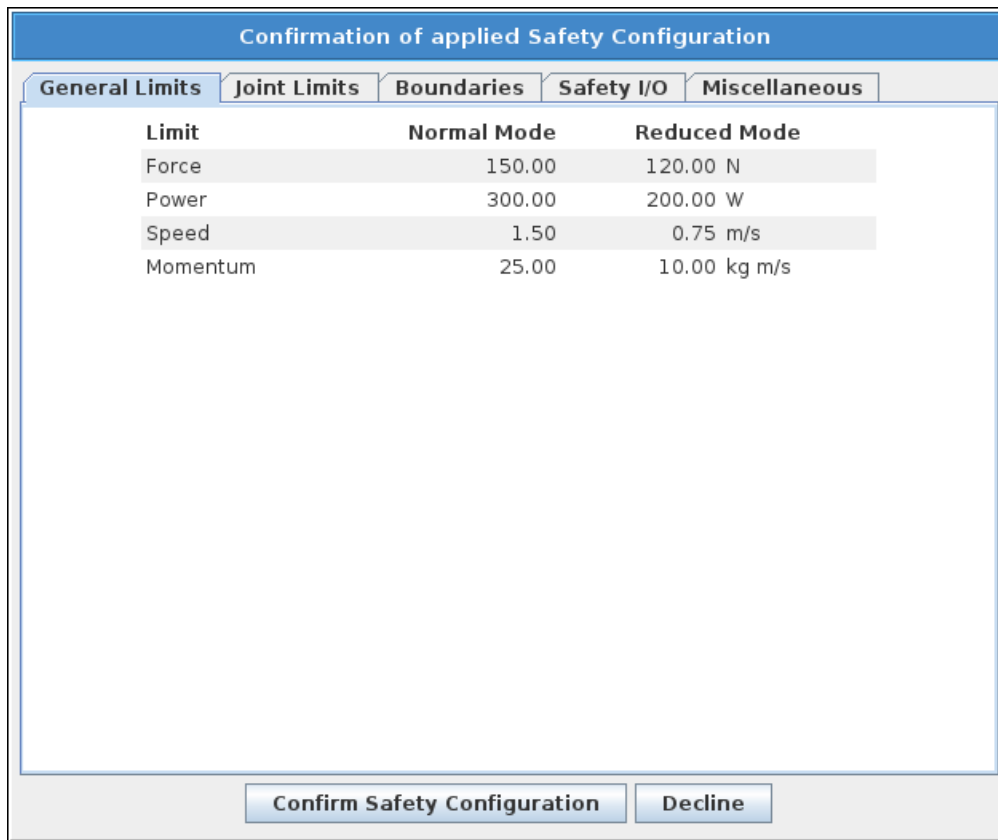 Confirmation of applied Safety Configuration
General Limits Joint Limits Boundaries Safety I/O Miscellaneous
Limit Normal Mode Reduced Mode
Force 150.00 120.00 N
Power 300.00 200.00 W
Speed 1.50 0.75 m/s
Momentum 25.00 10.00 kg m/s
Confirm Safety Configuration Decline